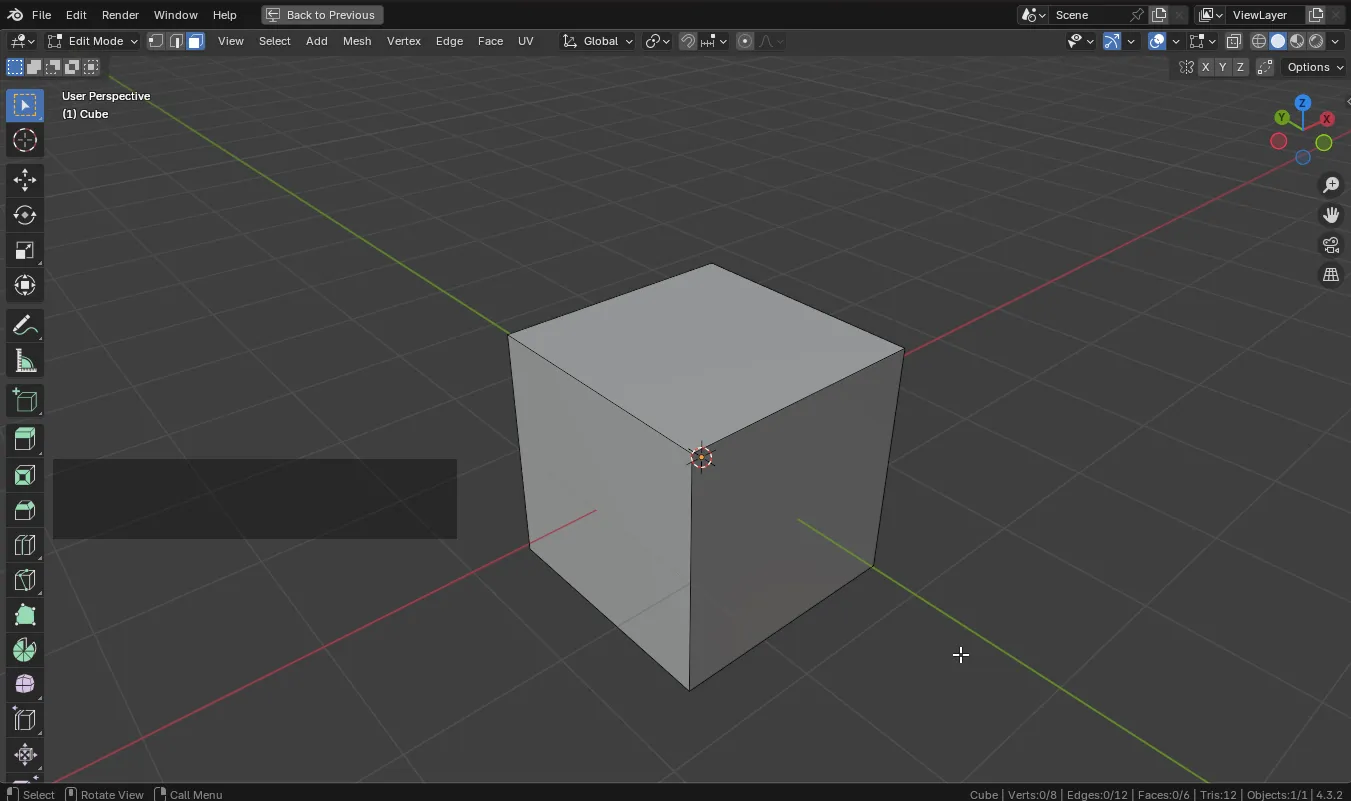 File Edit Render Window Help Back to Previous Scene ViewLayer
Edit Mode View Select Add Mesh Vertex Edge Face UV Global
X Y Z Options
User Perspective
(1) Cube
Z
Y X
Select Rotate View Call Menu Cube | Verts:0/8 | Edges:0/12 | Faces:0/6 | Tris:12 | Objects:1/1 | 4.3.2